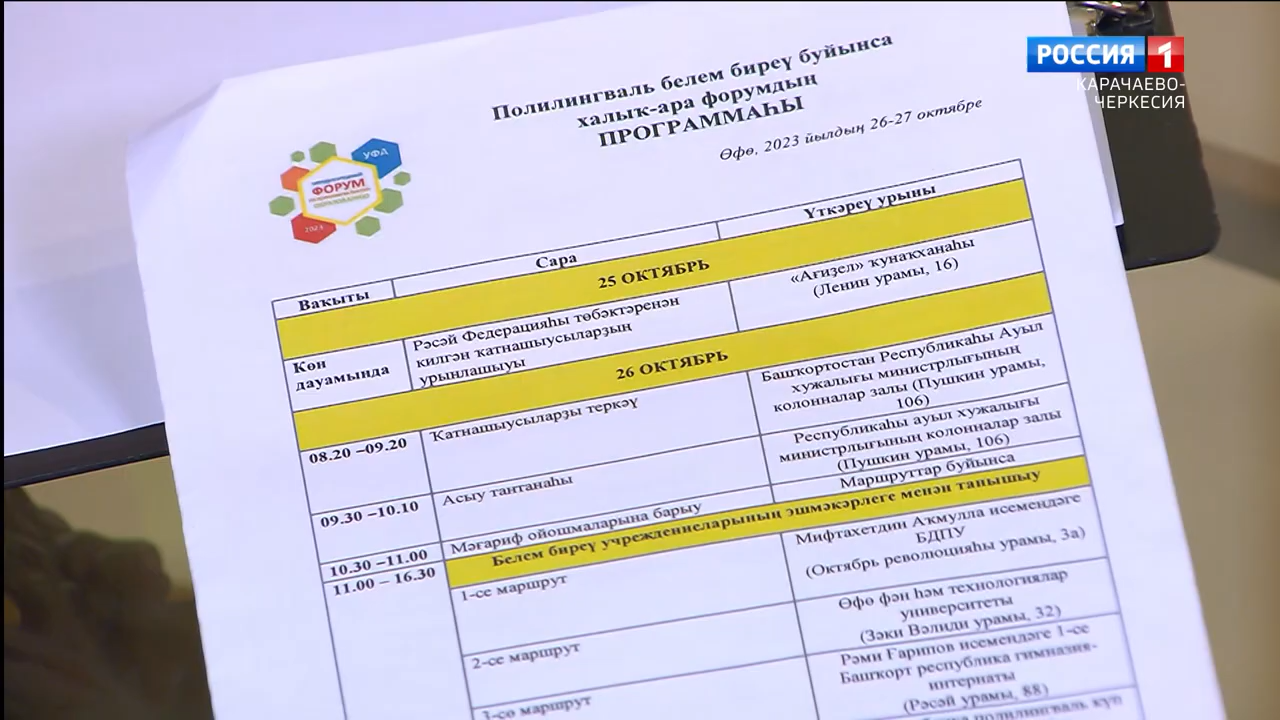 РОССИЯ 1
КАРАЧАЕВО-
ЧЕРКЕСИЯ
Полилингваль белем биреү буйынса
халыҡ-ара форумдың
ПРОГРАММАҺЫ
Өфө, 2023 йылдың 26-27 октябре
УФА
ФОРУМ
2023
Ваҡыты
Сара
Үткәреү урыны
25 ОКТЯБРЬ
Көн
дауамында
Рәсәй Федерацияһы төбәктәренән
килгән ҡатнашыусыларҙың
урынлашыуы
«Ағиҙел» ҡунаҡханаһы
(Ленин урамы, 16)
26 ОКТЯБРЬ
08.20 –09.20
Ҡатнашыусыларҙы теркәү
Башҡортостан Республикаһы Ауыл
хужалығы министрлығының
колонналар залы (Пушкин урамы,
106)
09.30 –10.10
Асыу тантанаһы
Республикаһы ауыл хужалығы
министрлығының колонналар залы
(Пушкин урамы, 106)
10.30 –11.00
Мәғариф ойошмаларына барыу
Маршруттар буйынса
11.00 – 16.30
Белем биреү учреждениеларының эшмәкәрлеге менән танышыу
1-се маршрут
Мифтахетдин Аҡмулла исемендәге
БДПУ
(Октябрь революцияһы урамы, 3а)
2-се маршрут
Өфө фән һәм технологиялар
университеты
(Зәки Вәлиди урамы, 32)
3-сө маршрут
Рәми Ғарипов исемендәге 1-се
Башҡорт республика гимназия-
интернаты
(Рәсәй урамы, 88)
полилингваль күп